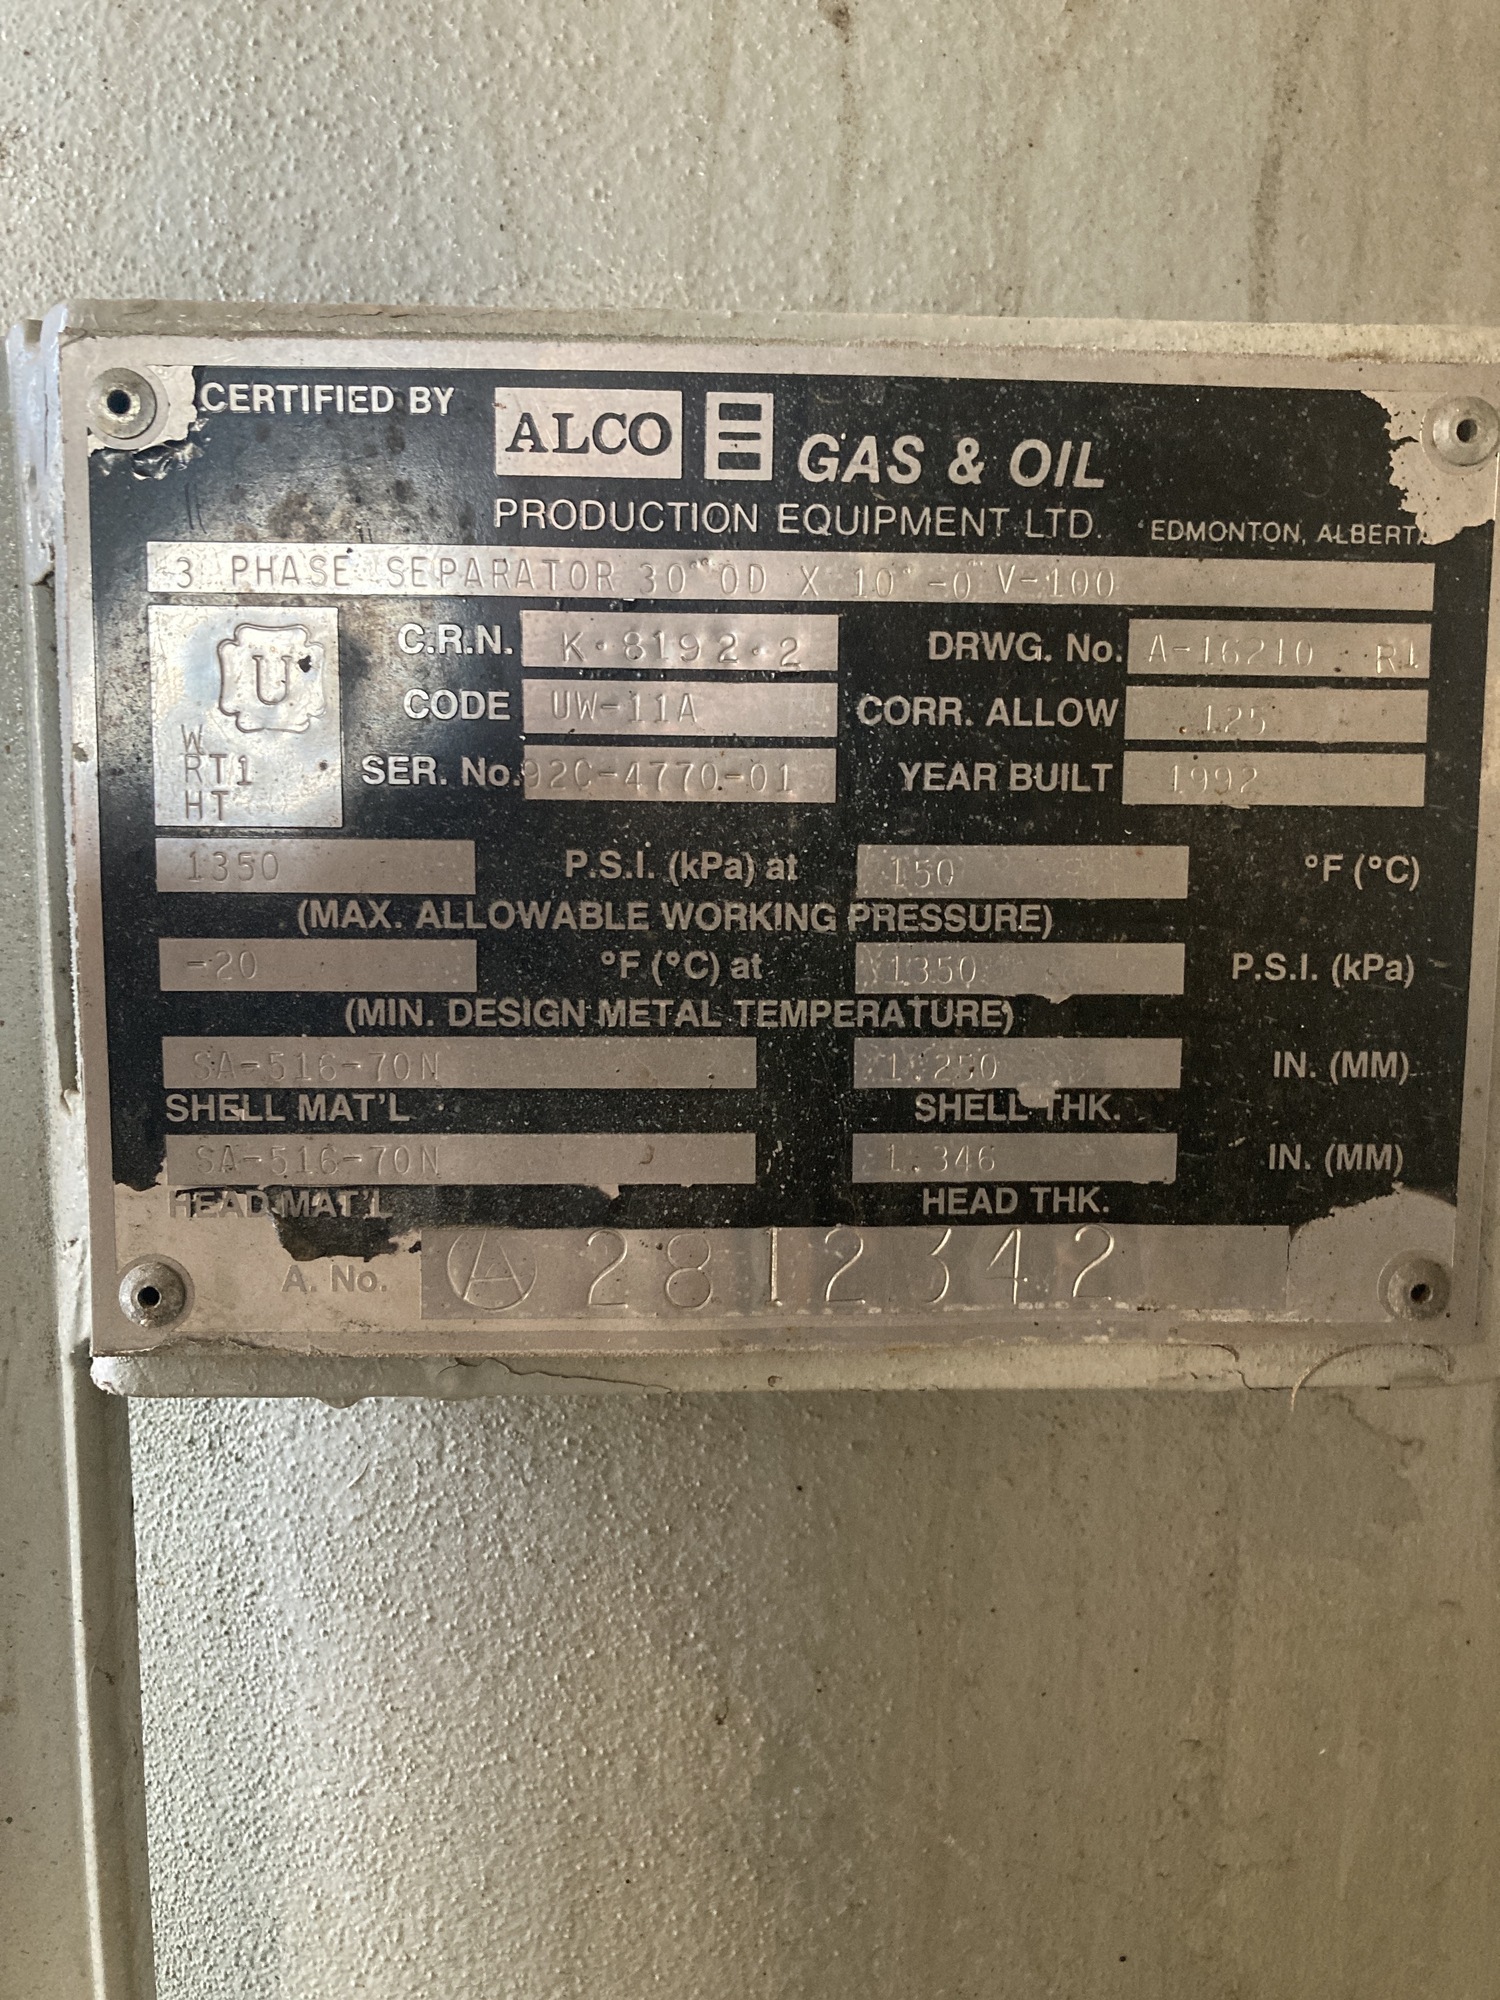 CERTIFIED BY ALCO GAS & OIL
PRODUCTION EQUIPMENT LTD. EDMONTON, ALBERTA
3 PHASE SEPARATOR 30" OD X 10'-0" V-100
U
W
RT1
HT
C.R.N. K·8192·2 DRWG. No. A-16210 R1
CODE UW-11A CORR. ALLOW .125
SER. No. 92C-4770-01 YEAR BUILT 1992
1350 P.S.I. (kPa) at 150 °F (°C)
(MAX. ALLOWABLE WORKING PRESSURE)
-20 °F (°C) at 1350 P.S.I. (kPa)
(MIN. DESIGN METAL TEMPERATURE)
SA-516-70N 1.250 IN. (MM)
SHELL MAT'L SHELL THK.
SA-516-70N 1.346 IN. (MM)
HEAD MAT'L HEAD THK.
A. No. A 2812342